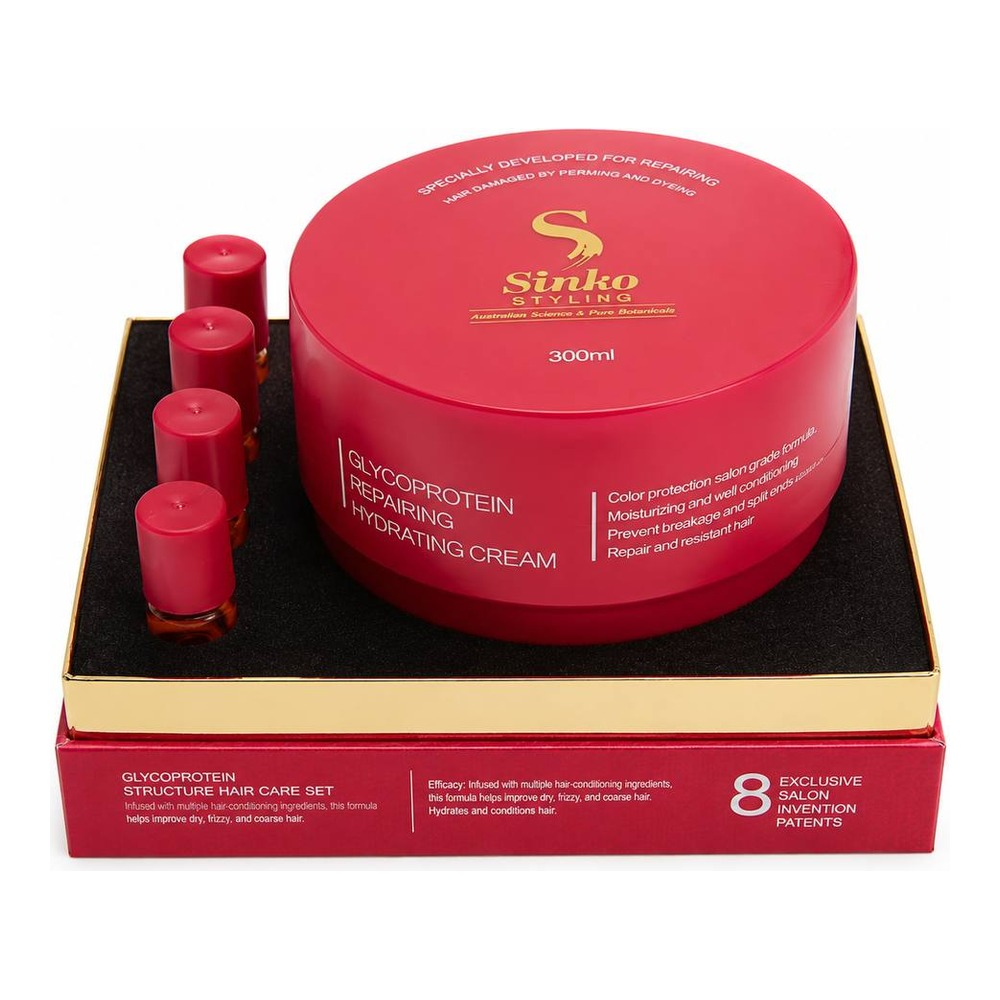 SPECIALLY DEVELOPED FOR REPAIRING
HAIR DAMAGED BY PERMING AND DYEING
S
Sinko
STYLING
Australian Science & Pure Botanicals
300ml
GLYCOPROTEIN
REPAIRING
HYDRATING CREAM
Color protection salon grade formula.
Moisturizing and well conditioning
Prevent breakage and split ends
Repair and resistant hair
GLYCOPROTEIN
STRUCTURE HAIR CARE SET
Infused with multiple hair-conditioning ingredients, this formula
helps improve dry, frizzy, and coarse hair.
Efficacy: Infused with multiple hair-conditioning ingredients,
this formula helps improve dry, frizzy, and coarse hair.
Hydrates and conditions hair.
8 EXCLUSIVE
SALON
INVENTION
PATENTS